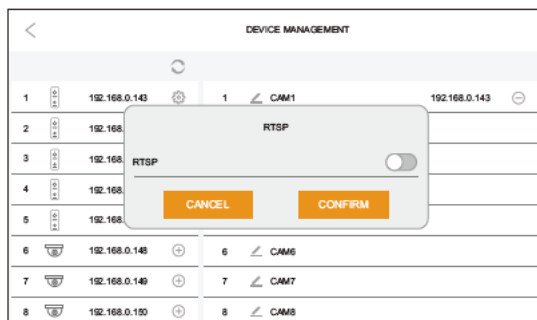 DEVICE MANAGEMENT
1 192.168.0.143 1 CAM1 192.168.0.143
2 192.168. RTSP
3 192.168. RTSP
4 192.168.
CANCEL CONFIRM
5 192.168.
6 192.168.0.148 6 CAM6
7 192.168.0.149 7 CAM7
8 192.168.0.150 8 CAM8